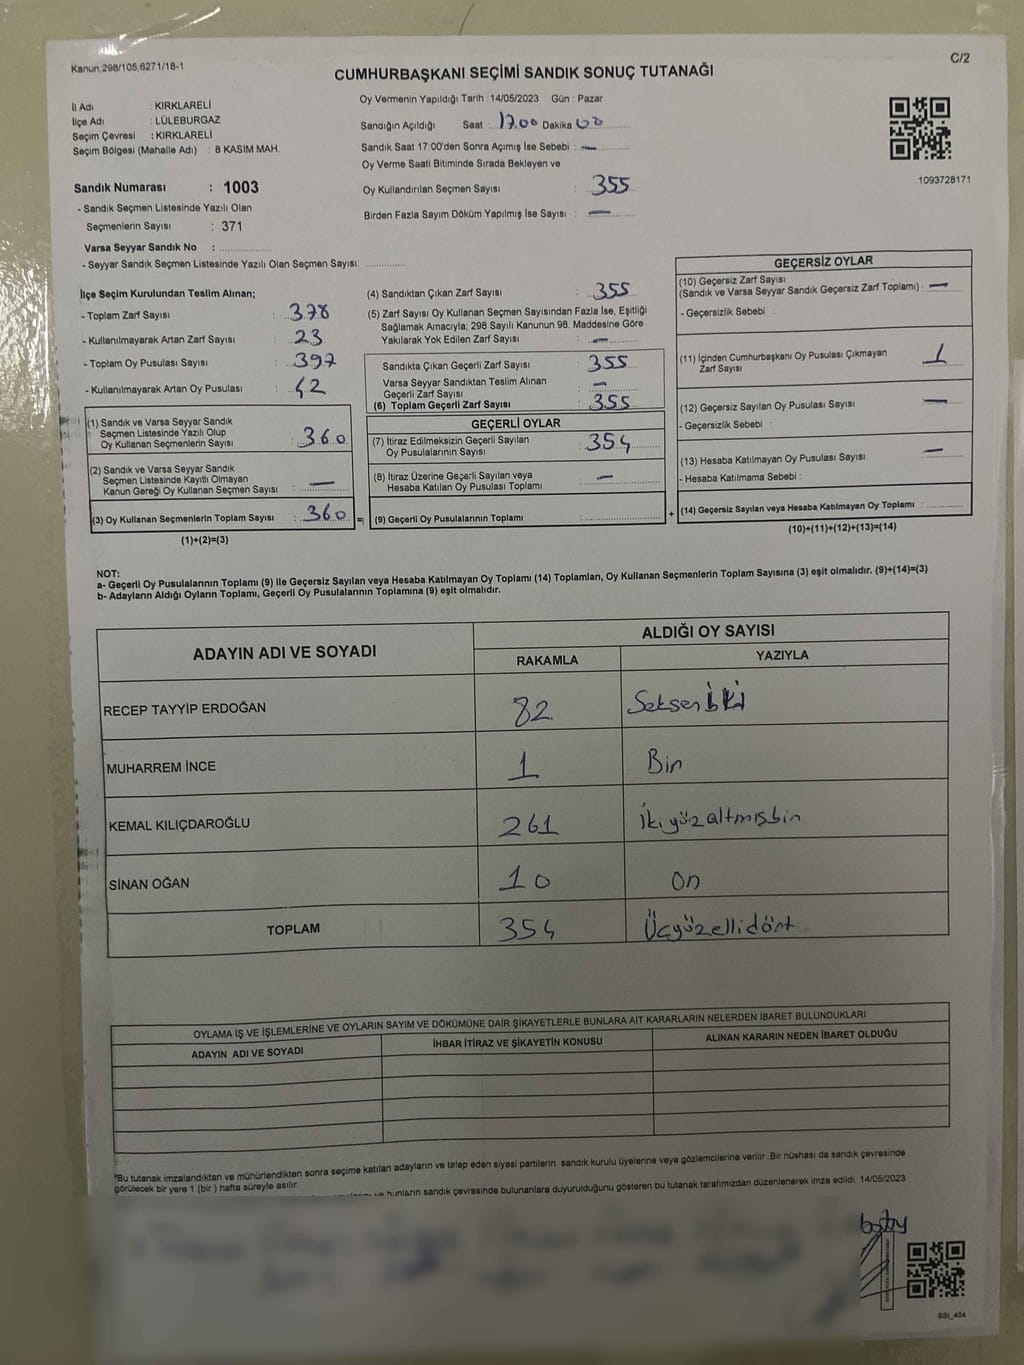 Kanun,298/105,6271/18-1
C/2
CUMHURBAŞKANI SEÇİMİ SANDIK SONUÇ TUTANAĞI
İl Adı : KIRKLARELİ
İlçe Adı : LÜLEBURGAZ
Seçim Çevresi : KIRKLARELİ
Seçim Bölgesi (Mahalle Adı) : 8 KASIM MAH.
Oy Vermenin Yapıldığı Tarih :14/05/2023 Gün : Pazar
Sandığın Açıldığı Saat : 17.00 Dakika 00
Sandık Saat 17:00'den Sonra Açımış İse Sebebi : —
Oy Verme Saati Bitiminde Sırada Bekleyen ve
Oy Kullandırılan Seçmen Sayısı : 355
Birden Fazla Sayım Döküm Yapılmış İse Sayısı : —
1093728171
Sandık Numarası : 1003
- Sandık Seçmen Listesinde Yazılı Olan
Seçmenlerin Sayısı : 371
Varsa Seyyar Sandık No :
- Seyyar Sandık Seçmen Listesinde Yazılı Olan Seçmen Sayısı:
İlçe Seçim Kurulundan Teslim Alınan;
- Toplam Zarf Sayısı : 378
- Kullanılmayarak Artan Zarf Sayısı : 23
- Toplam Oy Pusulası Sayısı : 397
- Kullanılmayarak Artan Oy Pusulası : 42
(1) Sandık ve Varsa Seyyar Sandık
Seçmen Listesinde Yazılı Olup
Oy Kullanan Seçmenlerin Sayısı : 360
(2) Sandık ve Varsa Seyyar Sandık
Seçmen Listesinde Kayıtlı Olmayan
Kanun Gereği Oy Kullanan Seçmen Sayısı : —
(3) Oy Kullanan Seçmenlerin Toplam Sayısı : 360 =
(1)+(2)=(3)
(4) Sandıktan Çıkan Zarf Sayısı : 355
(5) Zarf Sayısı Oy Kullanan Seçmen Sayısından Fazla İse, Eşitliği
Sağlamak Amacıyla; 298 Sayılı Kanunun 98. Maddesine Göre
Yakılarak Yok Edilen Zarf Sayısı : —
Sandıkta Çıkan Geçerli Zarf Sayısı : 355
Varsa Seyyar Sandıktan Teslim Alınan
Geçerli Zarf Sayısı : —
(6) Toplam Geçerli Zarf Sayısı : 355
GEÇERLİ OYLAR
(7) İtiraz Edilmeksizin Geçerli Sayılan
Oy Pusulalarının Sayısı : 354
(8) İtiraz Üzerine Geçerli Sayılan veya
Hesaba Katılan Oy Pusulası Toplamı : —
(9) Geçerli Oy Pusulalarının Toplamı : +
GEÇERSİZ OYLAR
(10) Geçersiz Zarf Sayısı
(Sandık ve Varsa Seyyar Sandık Geçersiz Zarf Toplamı) : —
- Geçersizlik Sebebi :
(11) İçinden Cumhurbaşkanı Oy Pusulası Çıkmayan
Zarf Sayısı : 1
(12) Geçersiz Sayılan Oy Pusulası Sayısı : —
- Geçersizlik Sebebi :
(13) Hesaba Katılmayan Oy Pusulası Sayısı : —
- Hesaba Katılmama Sebebi :
(14) Geçersiz Sayılan veya Hesaba Katılmayan Oy Toplamı :
(10)+(11)+(12)+(13)=(14)
NOT:
a- Geçerli Oy Pusulalarının Toplamı (9) ile Geçersiz Sayılan veya Hesaba Katılmayan Oy Toplamı (14) Toplamları, Oy Kullanan Seçmenlerin Toplam Sayısına (3) eşit olmalıdır. (9)+(14)=(3)
b- Adayların Aldığı Oyların Toplamı, Geçerli Oy Pusulalarının Toplamına (9) eşit olmalıdır.
ADAYIN ADI VE SOYADI
ALDIĞI OY SAYISI
RAKAMLA YAZIYLA
RECEP TAYYİP ERDOĞAN 82 Seksen iki
MUHARREM İNCE 1 Bir
KEMAL KILIÇDAROĞLU 261 İkiyüzaltmışbir
SİNAN OĞAN 10 On
TOPLAM 354 Üçyüzellidört
OYLAMA İŞ VE İŞLEMLERİNE VE OYLARIN SAYIM VE DÖKÜMÜNE DAİR ŞİKAYETLERLE BUNLARA AİT KARARLARIN NELERDEN İBARET BULUNDUKLARI
ADAYIN ADI VE SOYADI İHBAR İTİRAZ VE ŞİKAYETİN KONUSU ALINAN KARARIN NEDEN İBARET OLDUĞU
*Bu tutanak imzalandıktan ve mühürlendikten sonra seçime katılan adayların ve talep eden siyasi partilerin sandık kurulu üyelerine veya gözlemcilerine verilir. Bir nüshası da sandık çevresinde
görülecek bir yere 1 (bir ) hafta süreyle asılır.
ve bunların sandık çevresinde bulunanlara duyurulduğunu gösteren bu tutanak tarafımızdan düzenlenerek imza edildi. 14/05/2023
SSI_404